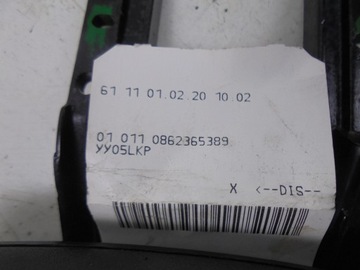 61 11 01.02 20 10 02
01 011 0862365389
YY05LKP
X <--DIS--